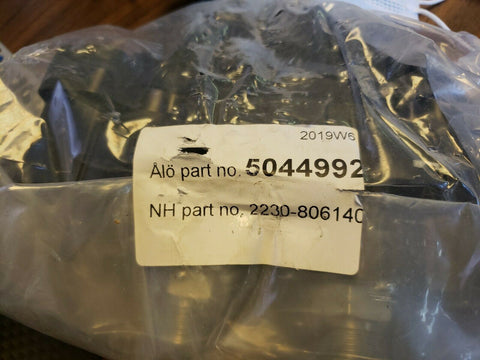 2019W6
Ålö part no. 5044992
NH part no. 2230-806140